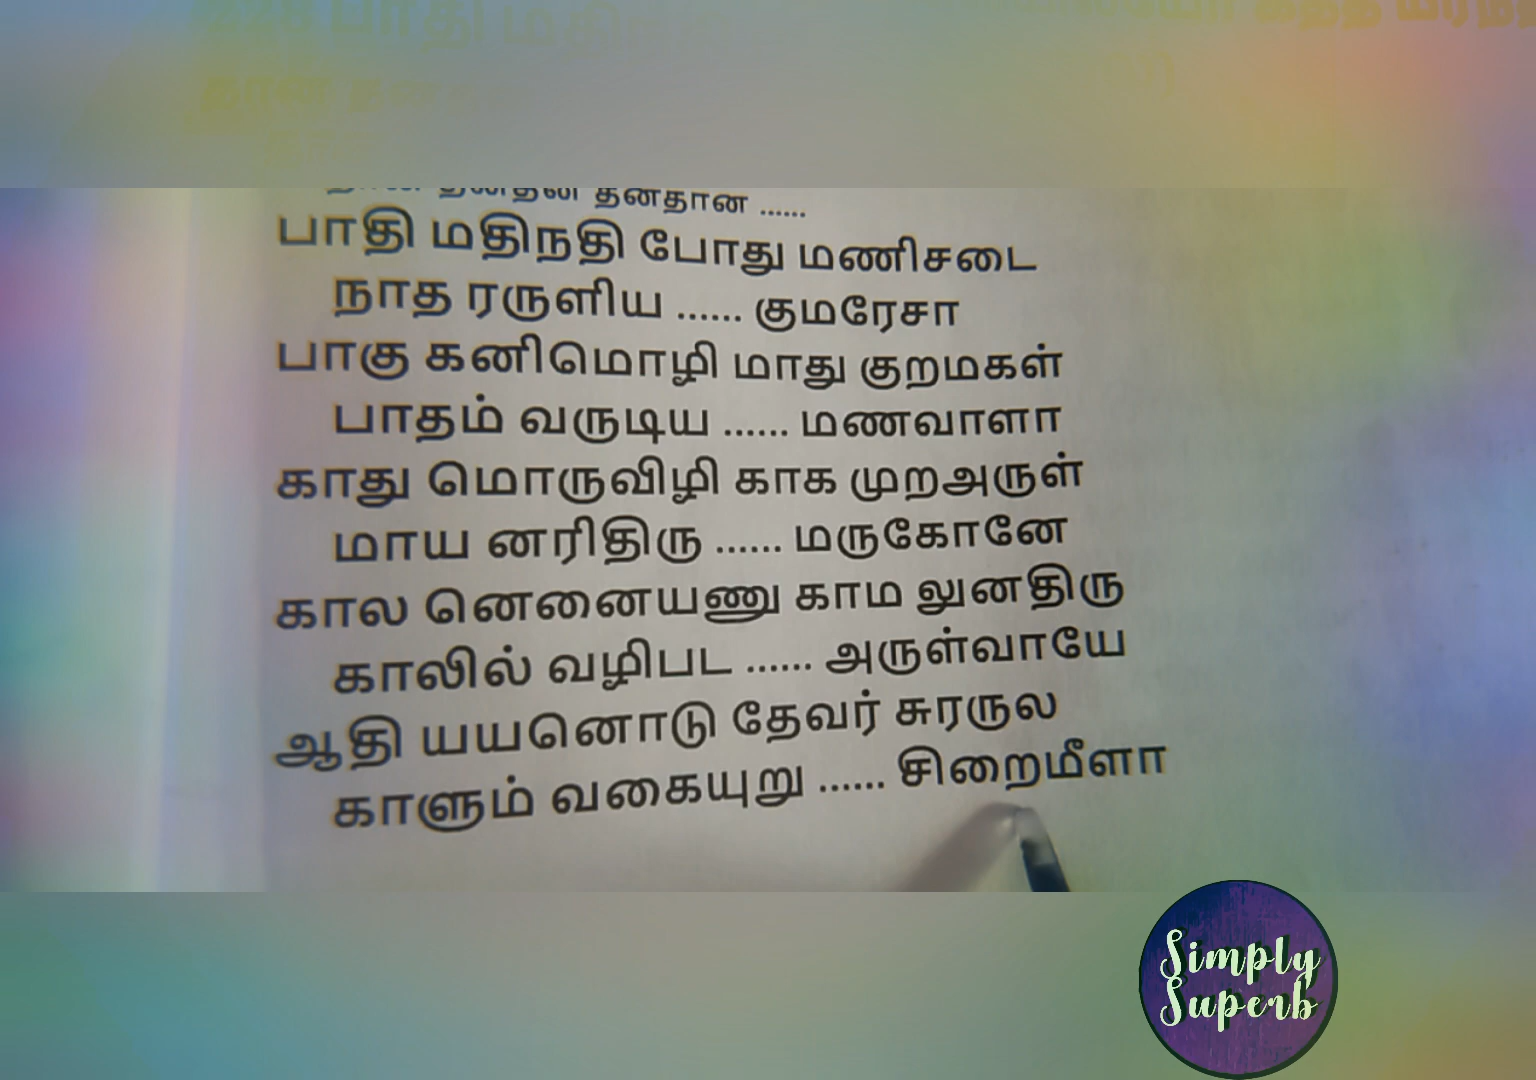 தனதான ......
பாதி மதிநதி போது மணிசடை
நாத ரருளிய ...... குமரேசா
பாகு கனிமொழி மாது குறமகள்
பாதம் வருடிய ...... மணவாளா
காது மொருவிழி காக முறஅருள்
மாய னரிதிரு ...... மருகோனே
கால னெனையணு காம லுனதிரு
காலில் வழிபட ...... அருள்வாயே
ஆதி யயனொடு தேவர் சுரருல
காளும் வகையுறு ...... சிறைமீளா
Simply
Superb